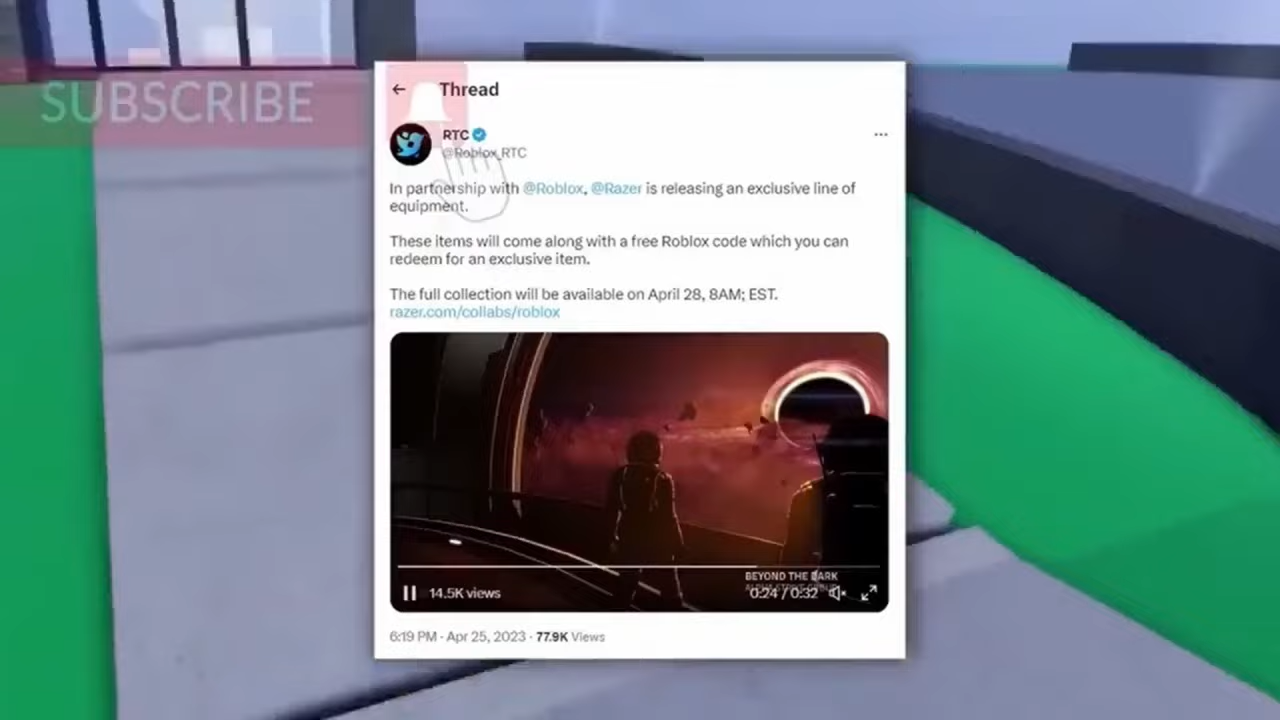 SUBSCRIBE
Thread
RTC
@Roblox_RTC
In partnership with @Roblox, @Razer is releasing an exclusive line of
equipment.
These items will come along with a free Roblox code which you can
redeem for an exclusive item.
The full collection will be available on April 28, 8AM; EST.
razer.com/collabs/roblox
BEYOND THE DARK
14.5K views
0:24 / 0:32
6:19 PM · Apr 25, 2023 · 77.9K Views